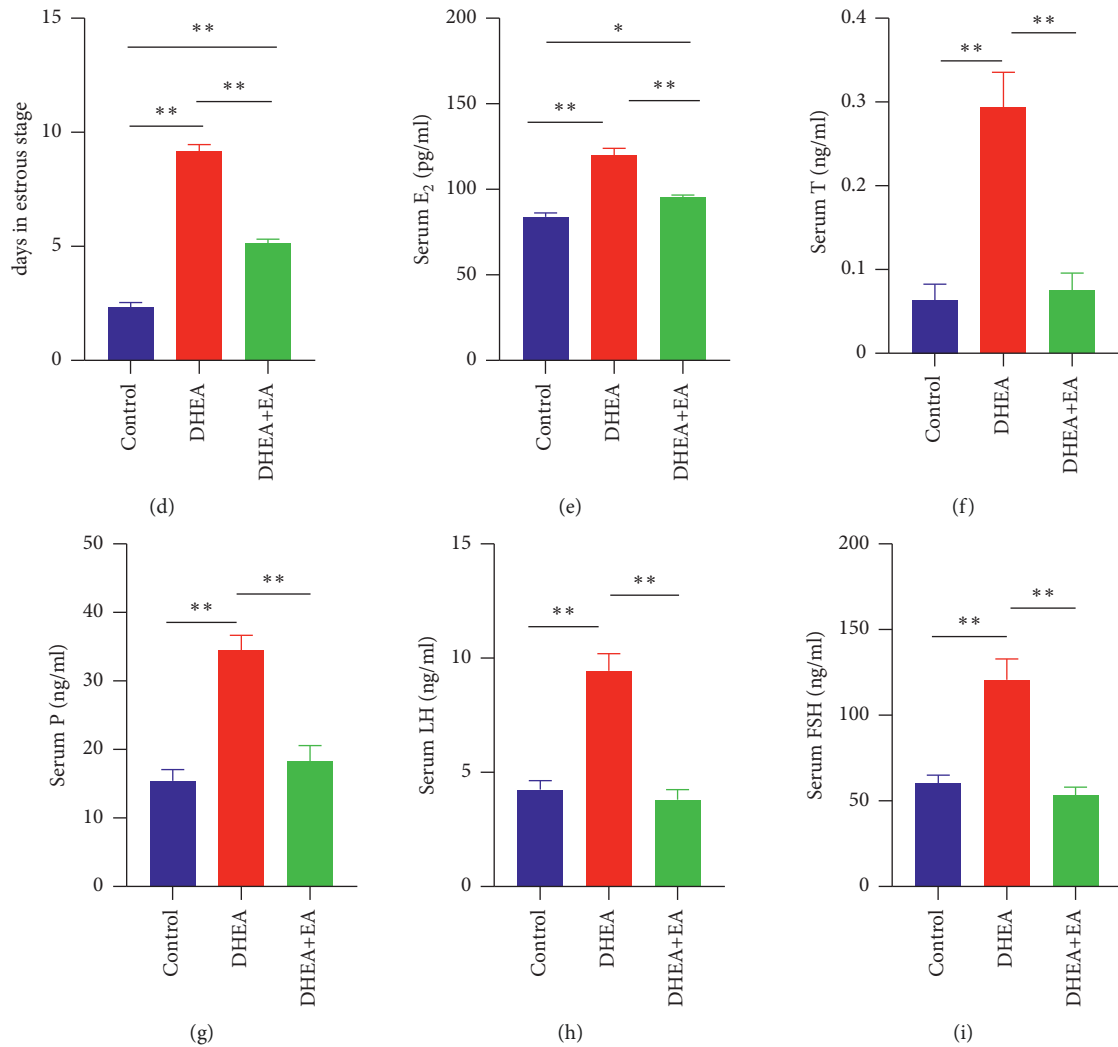 days in estrous stage
15
10
5
0
**
**
**
Control
DHEA
DHEA+EA
(d)
Serum E2 (pg/ml)
200
150
100
50
0
*
**
**
Control
DHEA
DHEA+EA
(e)
Serum T (ng/ml)
0.4
0.3
0.2
0.1
0
**
**
Control
DHEA
DHEA+EA
(f)
Serum P (ng/ml)
50
40
30
20
10
0
**
**
Control
DHEA
DHEA+EA
(g)
Serum LH (ng/ml)
15
10
5
0
**
**
Control
DHEA
DHEA+EA
(h)
Serum FSH (ng/ml)
200
150
100
50
0
**
**
Control
DHEA
DHEA+EA
(i)